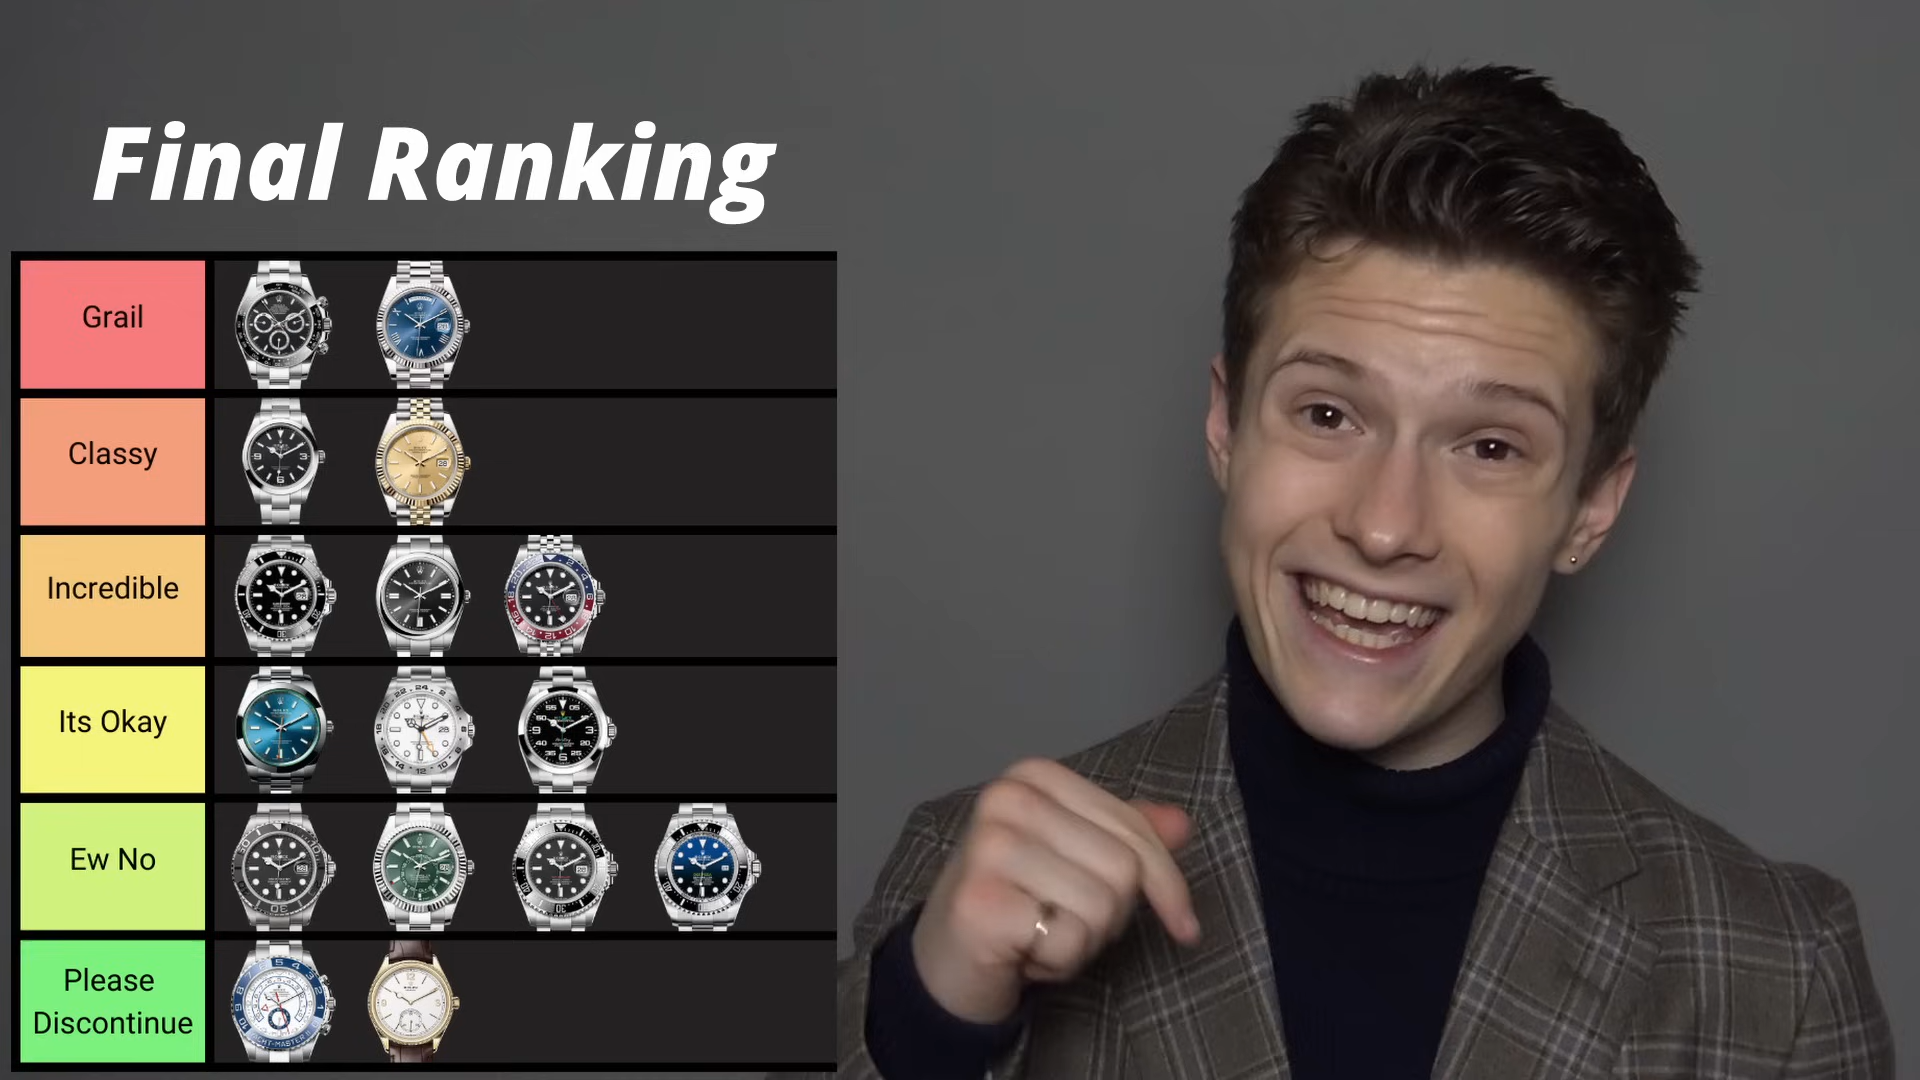 Final Ranking
Grail
Classy
Incredible
Its Okay
Ew No
Please
Discontinue